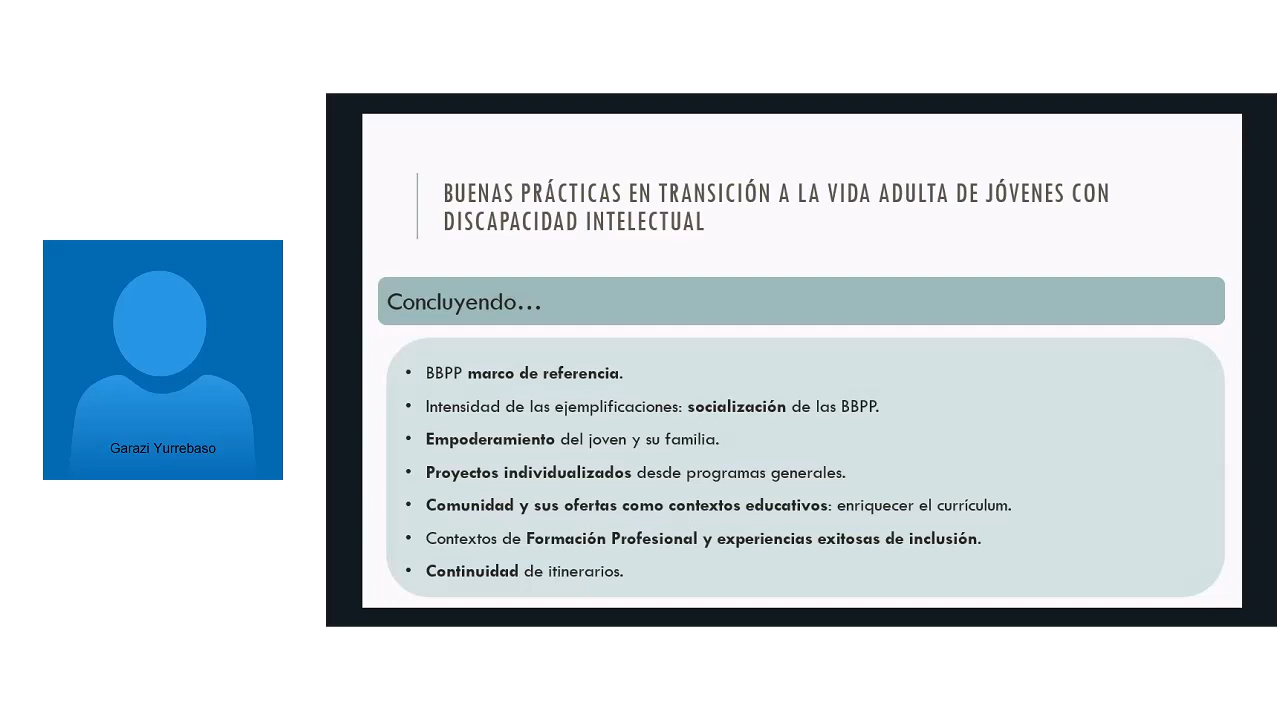 BUENAS PRÁCTICAS EN TRANSICIÓN A LA VIDA ADULTA DE JÓVENES CON
DISCAPACIDAD INTELECTUAL
Concluyendo...
• BBPP marco de referencia.
• Intensidad de las ejemplificaciones: socialización de las BBPP.
• Empoderamiento del joven y su familia.
• Proyectos individualizados desde programas generales.
• Comunidad y sus ofertas como contextos educativos: enriquecer el currículum.
• Contextos de Formación Profesional y experiencias exitosas de inclusión.
• Continuidad de itinerarios.
Garazi Yurrebaso